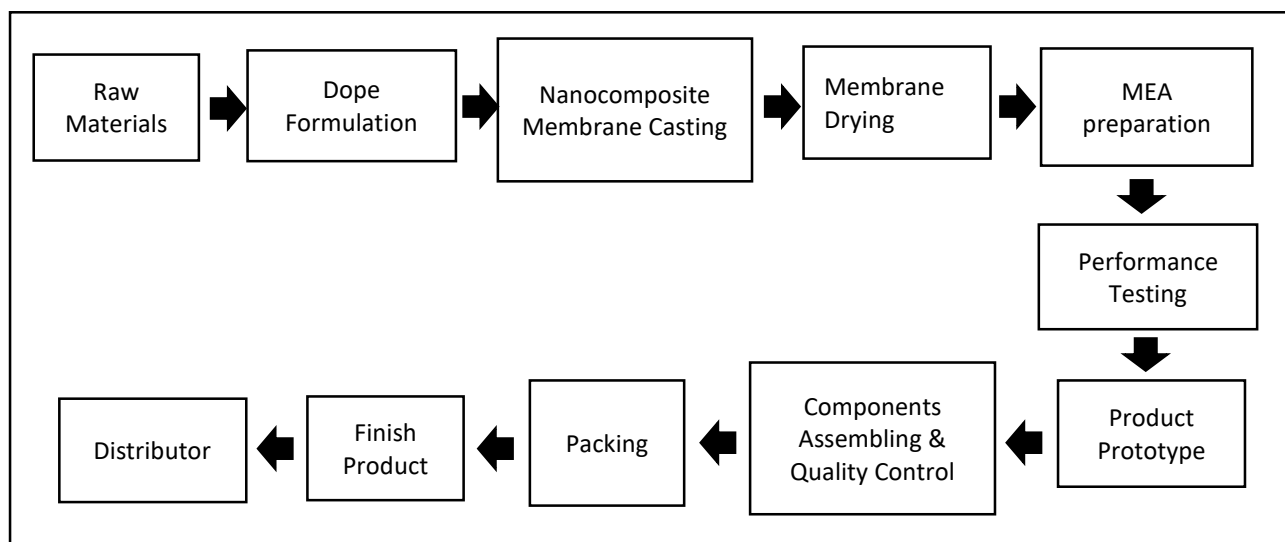 Raw
Materials
Dope
Formulation
Nanocomposite
Membrane Casting
Membrane
Drying
MEA
preparation
Performance
Testing
Product
Prototype
Components
Assembling &
Quality Control
Packing
Finish
Product
Distributor